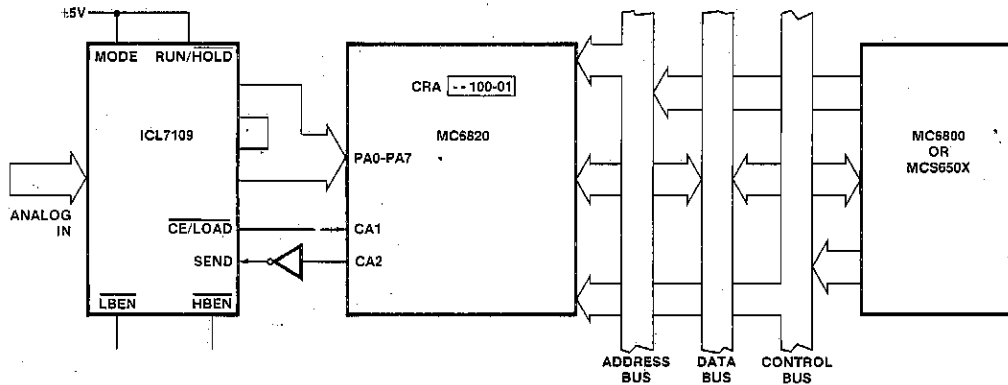 +5V
MODE RUN/HOLD
CRA --100-01
ICL7109
MC6820
MC6800
OR
MCS650X
PA0-PA7
ANALOG
IN
CE/LOAD
CA1
SEND
CA2
LBEN
HBEN
ADDRESS
BUS
DATA
BUS
CONTROL
BUS